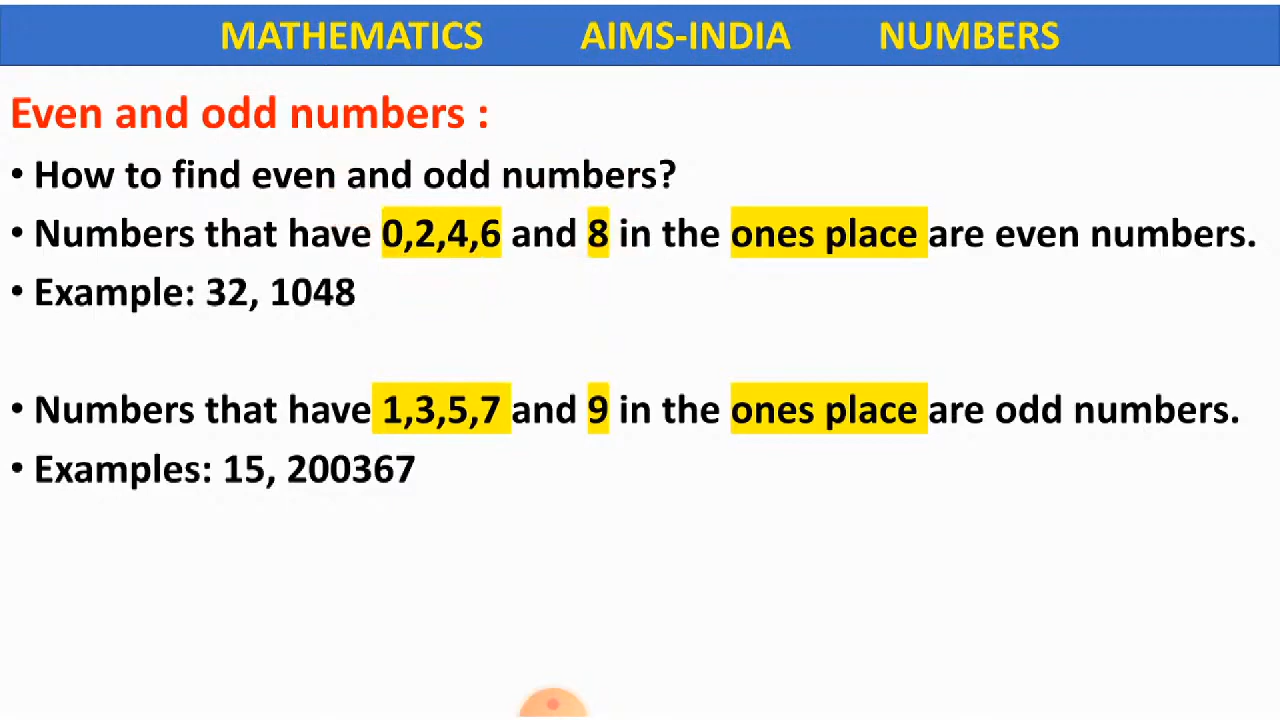 MATHEMATICS AIMS-INDIA NUMBERS
Even and odd numbers :
• How to find even and odd numbers?
• Numbers that have 0,2,4,6 and 8 in the ones place are even numbers.
• Example: 32, 1048
• Numbers that have 1,3,5,7 and 9 in the ones place are odd numbers.
• Examples: 15, 200367